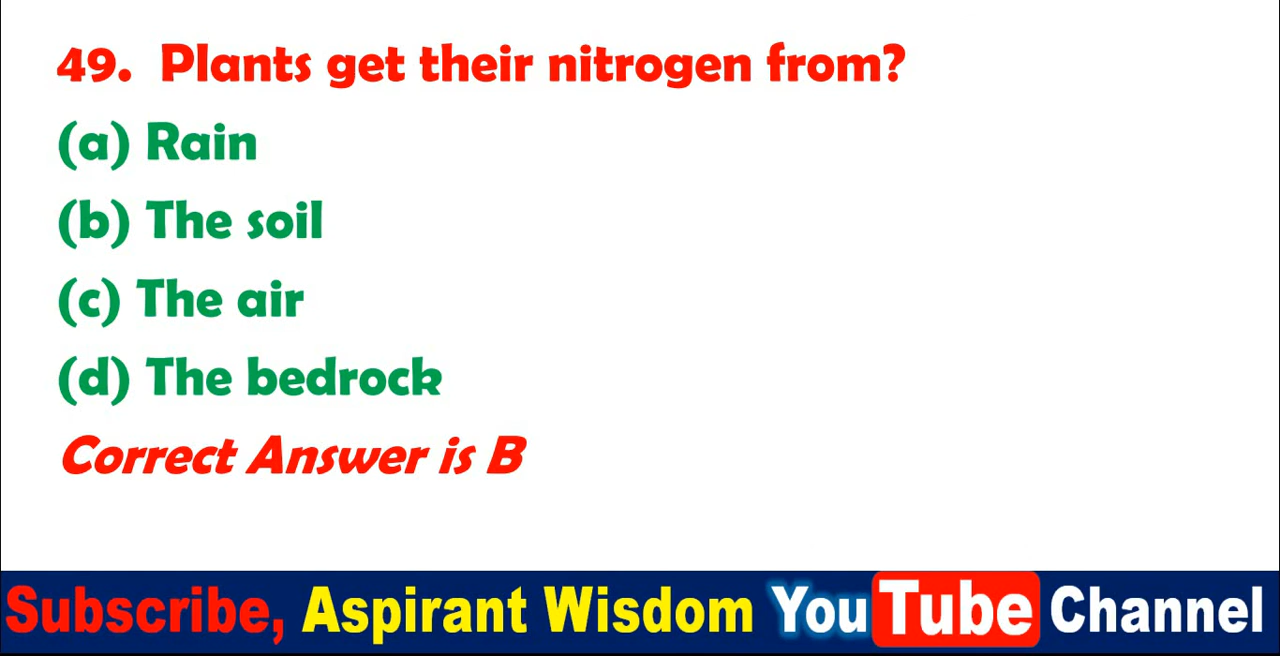 49. Plants get their nitrogen from?
(a) Rain
(b) The soil
(c) The air
(d) The bedrock
Correct Answer is B
Subscribe, Aspirant Wisdom YouTube Channel